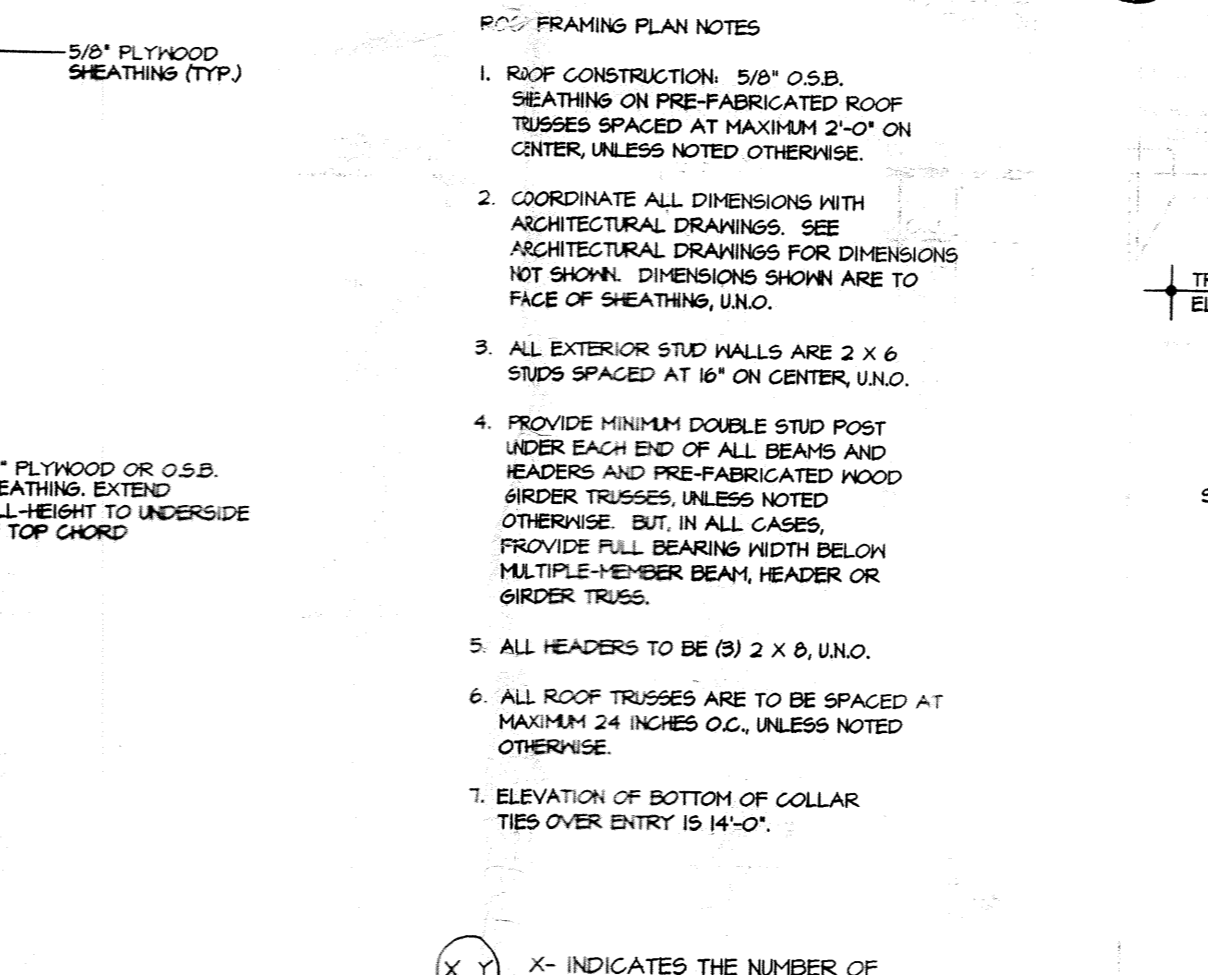 5/8" PLYWOOD
SHEATHING (TYP.)
" PLYWOOD OR O.S.B.
EATHING. EXTEND
LL-HEIGHT TO UNDERSIDE
TOP CHORD
FRAMING PLAN NOTES
1. ROOF CONSTRUCTION: 5/8" O.S.B.
SHEATHING ON PRE-FABRICATED ROOF
TRUSSES SPACED AT MAXIMUM 2'-0" ON
CENTER, UNLESS NOTED OTHERWISE.
2. COORDINATE ALL DIMENSIONS WITH
ARCHITECTURAL DRAWINGS. SEE
ARCHITECTURAL DRAWINGS FOR DIMENSIONS
NOT SHOWN. DIMENSIONS SHOWN ARE TO
FACE OF SHEATHING, U.N.O.
3. ALL EXTERIOR STUD WALLS ARE 2 X 6
STUDS SPACED AT 16" ON CENTER, U.N.O.
4. PROVIDE MINIMUM DOUBLE STUD POST
UNDER EACH END OF ALL BEAMS AND
HEADERS AND PRE-FABRICATED WOOD
GIRDER TRUSSES, UNLESS NOTED
OTHERWISE. BUT, IN ALL CASES,
PROVIDE FULL BEARING WIDTH BELOW
MULTIPLE-MEMBER BEAM, HEADER OR
GIRDER TRUSS.
5. ALL HEADERS TO BE (3) 2 X 8, U.N.O.
6. ALL ROOF TRUSSES ARE TO BE SPACED AT
MAXIMUM 24 INCHES O.C., UNLESS NOTED
OTHERWISE.
7. ELEVATION OF BOTTOM OF COLLAR
TIES OVER ENTRY IS 14'-0".
X Y X- INDICATES THE NUMBER OF